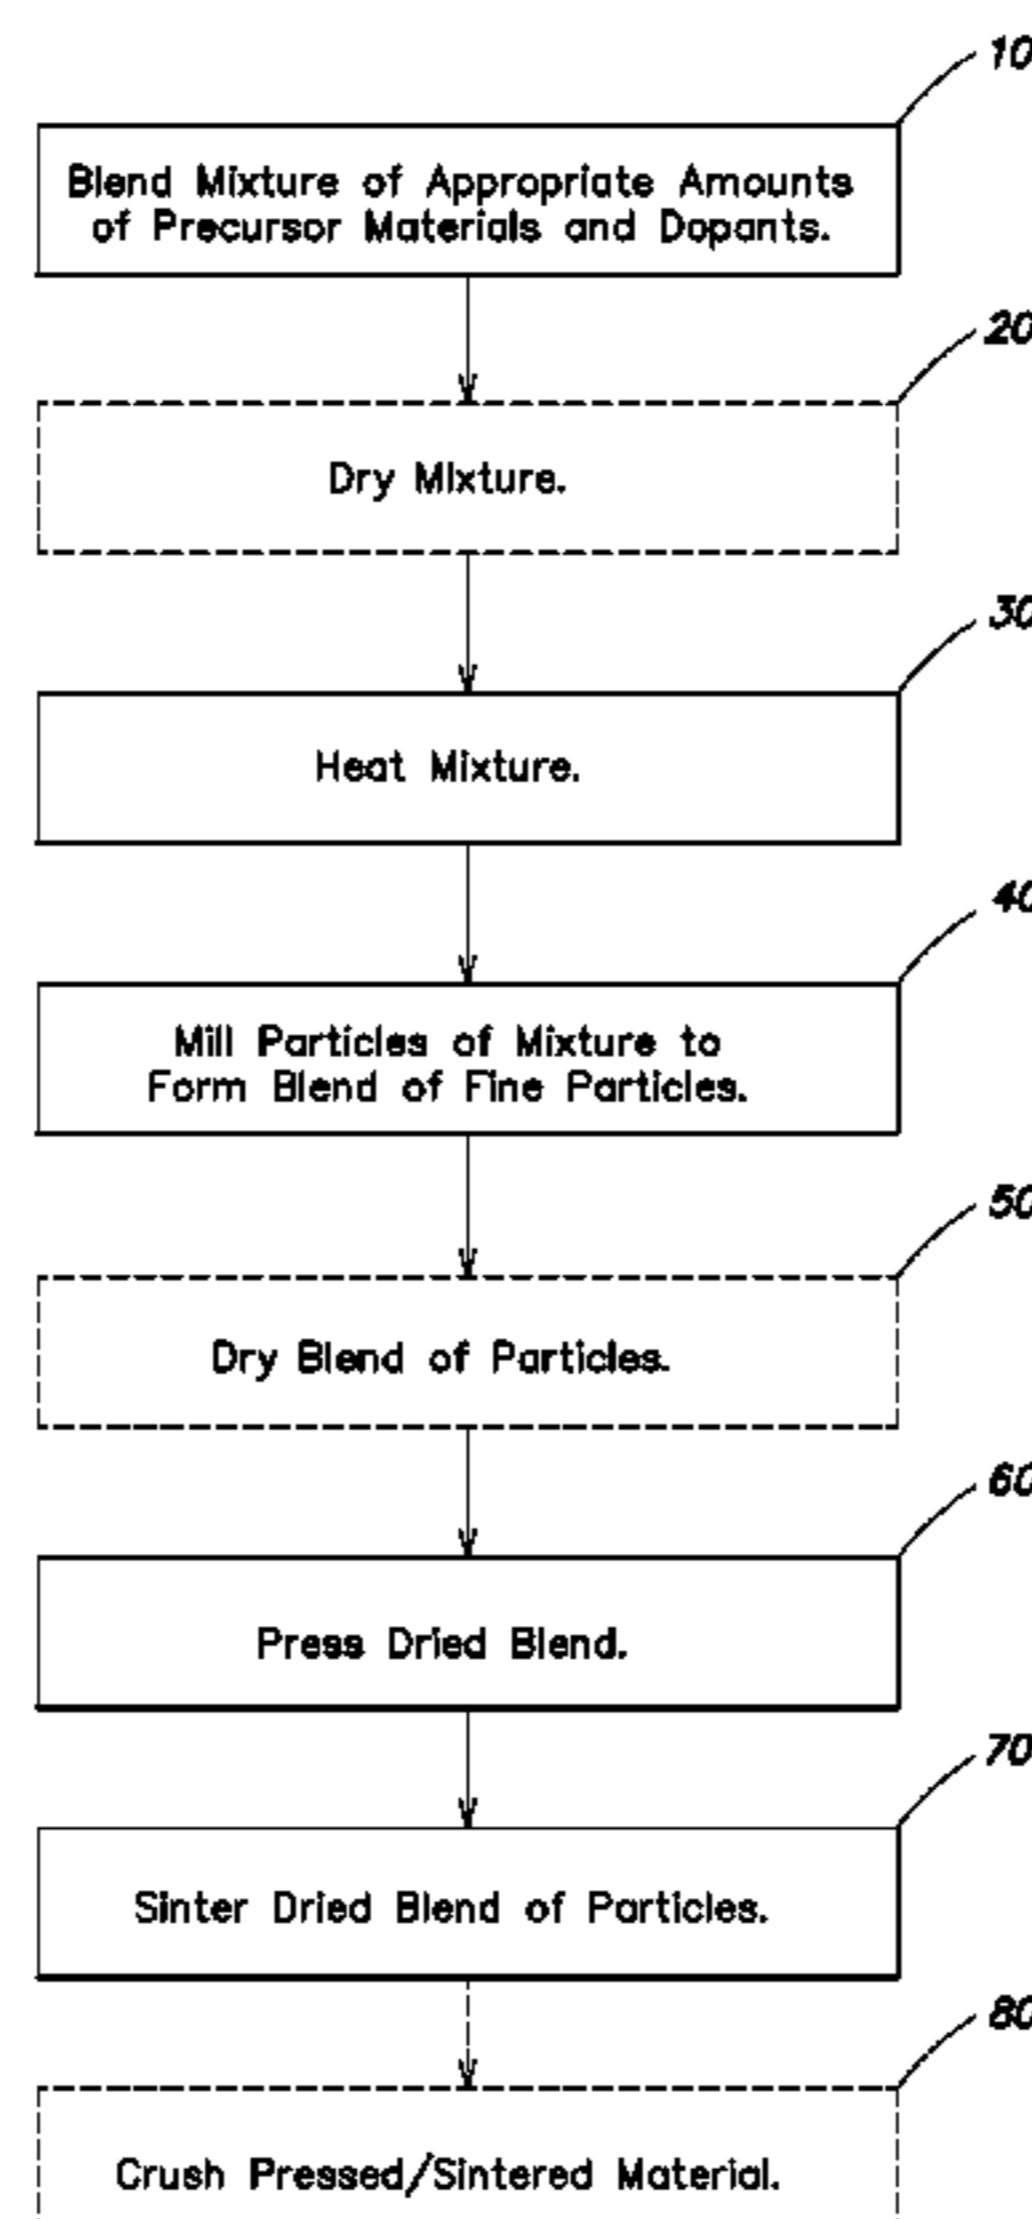 10
Blend Mixture of Appropriate Amounts
of Precursor Materials and Dopants.
20
Dry Mixture.
30
Heat Mixture.
40
Mill Particles of Mixture to
Form Blend of Fine Particles.
50
Dry Blend of Particles.
60
Press Dried Blend.
70
Sinter Dried Blend of Particles.
80
Crush Pressed/Sintered Material.